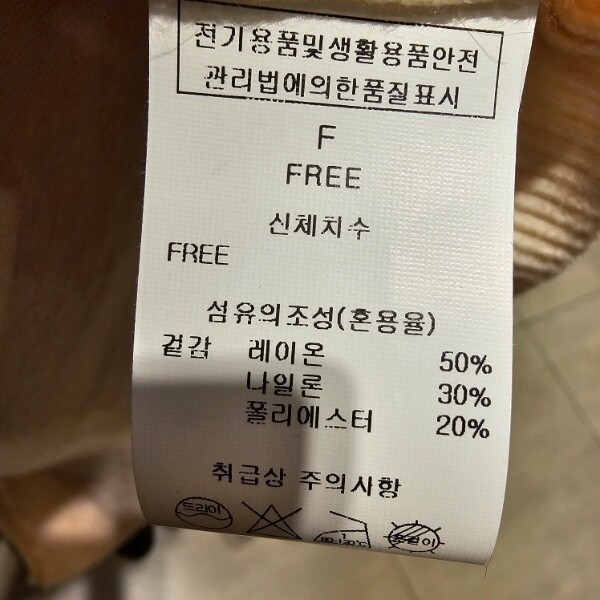 전기용품및생활용품안전
관리법에의한품질표시
F
FREE
신체치수
FREE
섬유의조성(혼용율)
겉감 레이온 50%
나일론 30%
폴리에스터 20%
취급상 주의사항
드라이